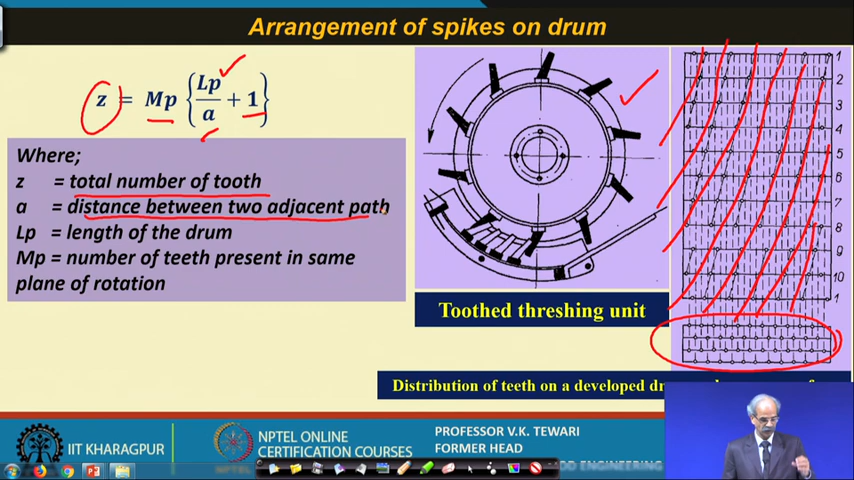 Arrangement of spikes on drum
z = Mp {Lp/a + 1}
Where;
z = total number of tooth
a = distance between two adjacent path
Lp = length of the drum
Mp = number of teeth present in same
plane of rotation
1
2
3
4
5
6
7
8
9
10
1
Toothed threshing unit
Distribution of teeth on a developed
IIT KHARAGPUR
NPTEL ONLINE
CERTIFICATION COURSES
NPTEL
PROFESSOR V.K. TEWARI
FORMER HEAD
ENGINEERING